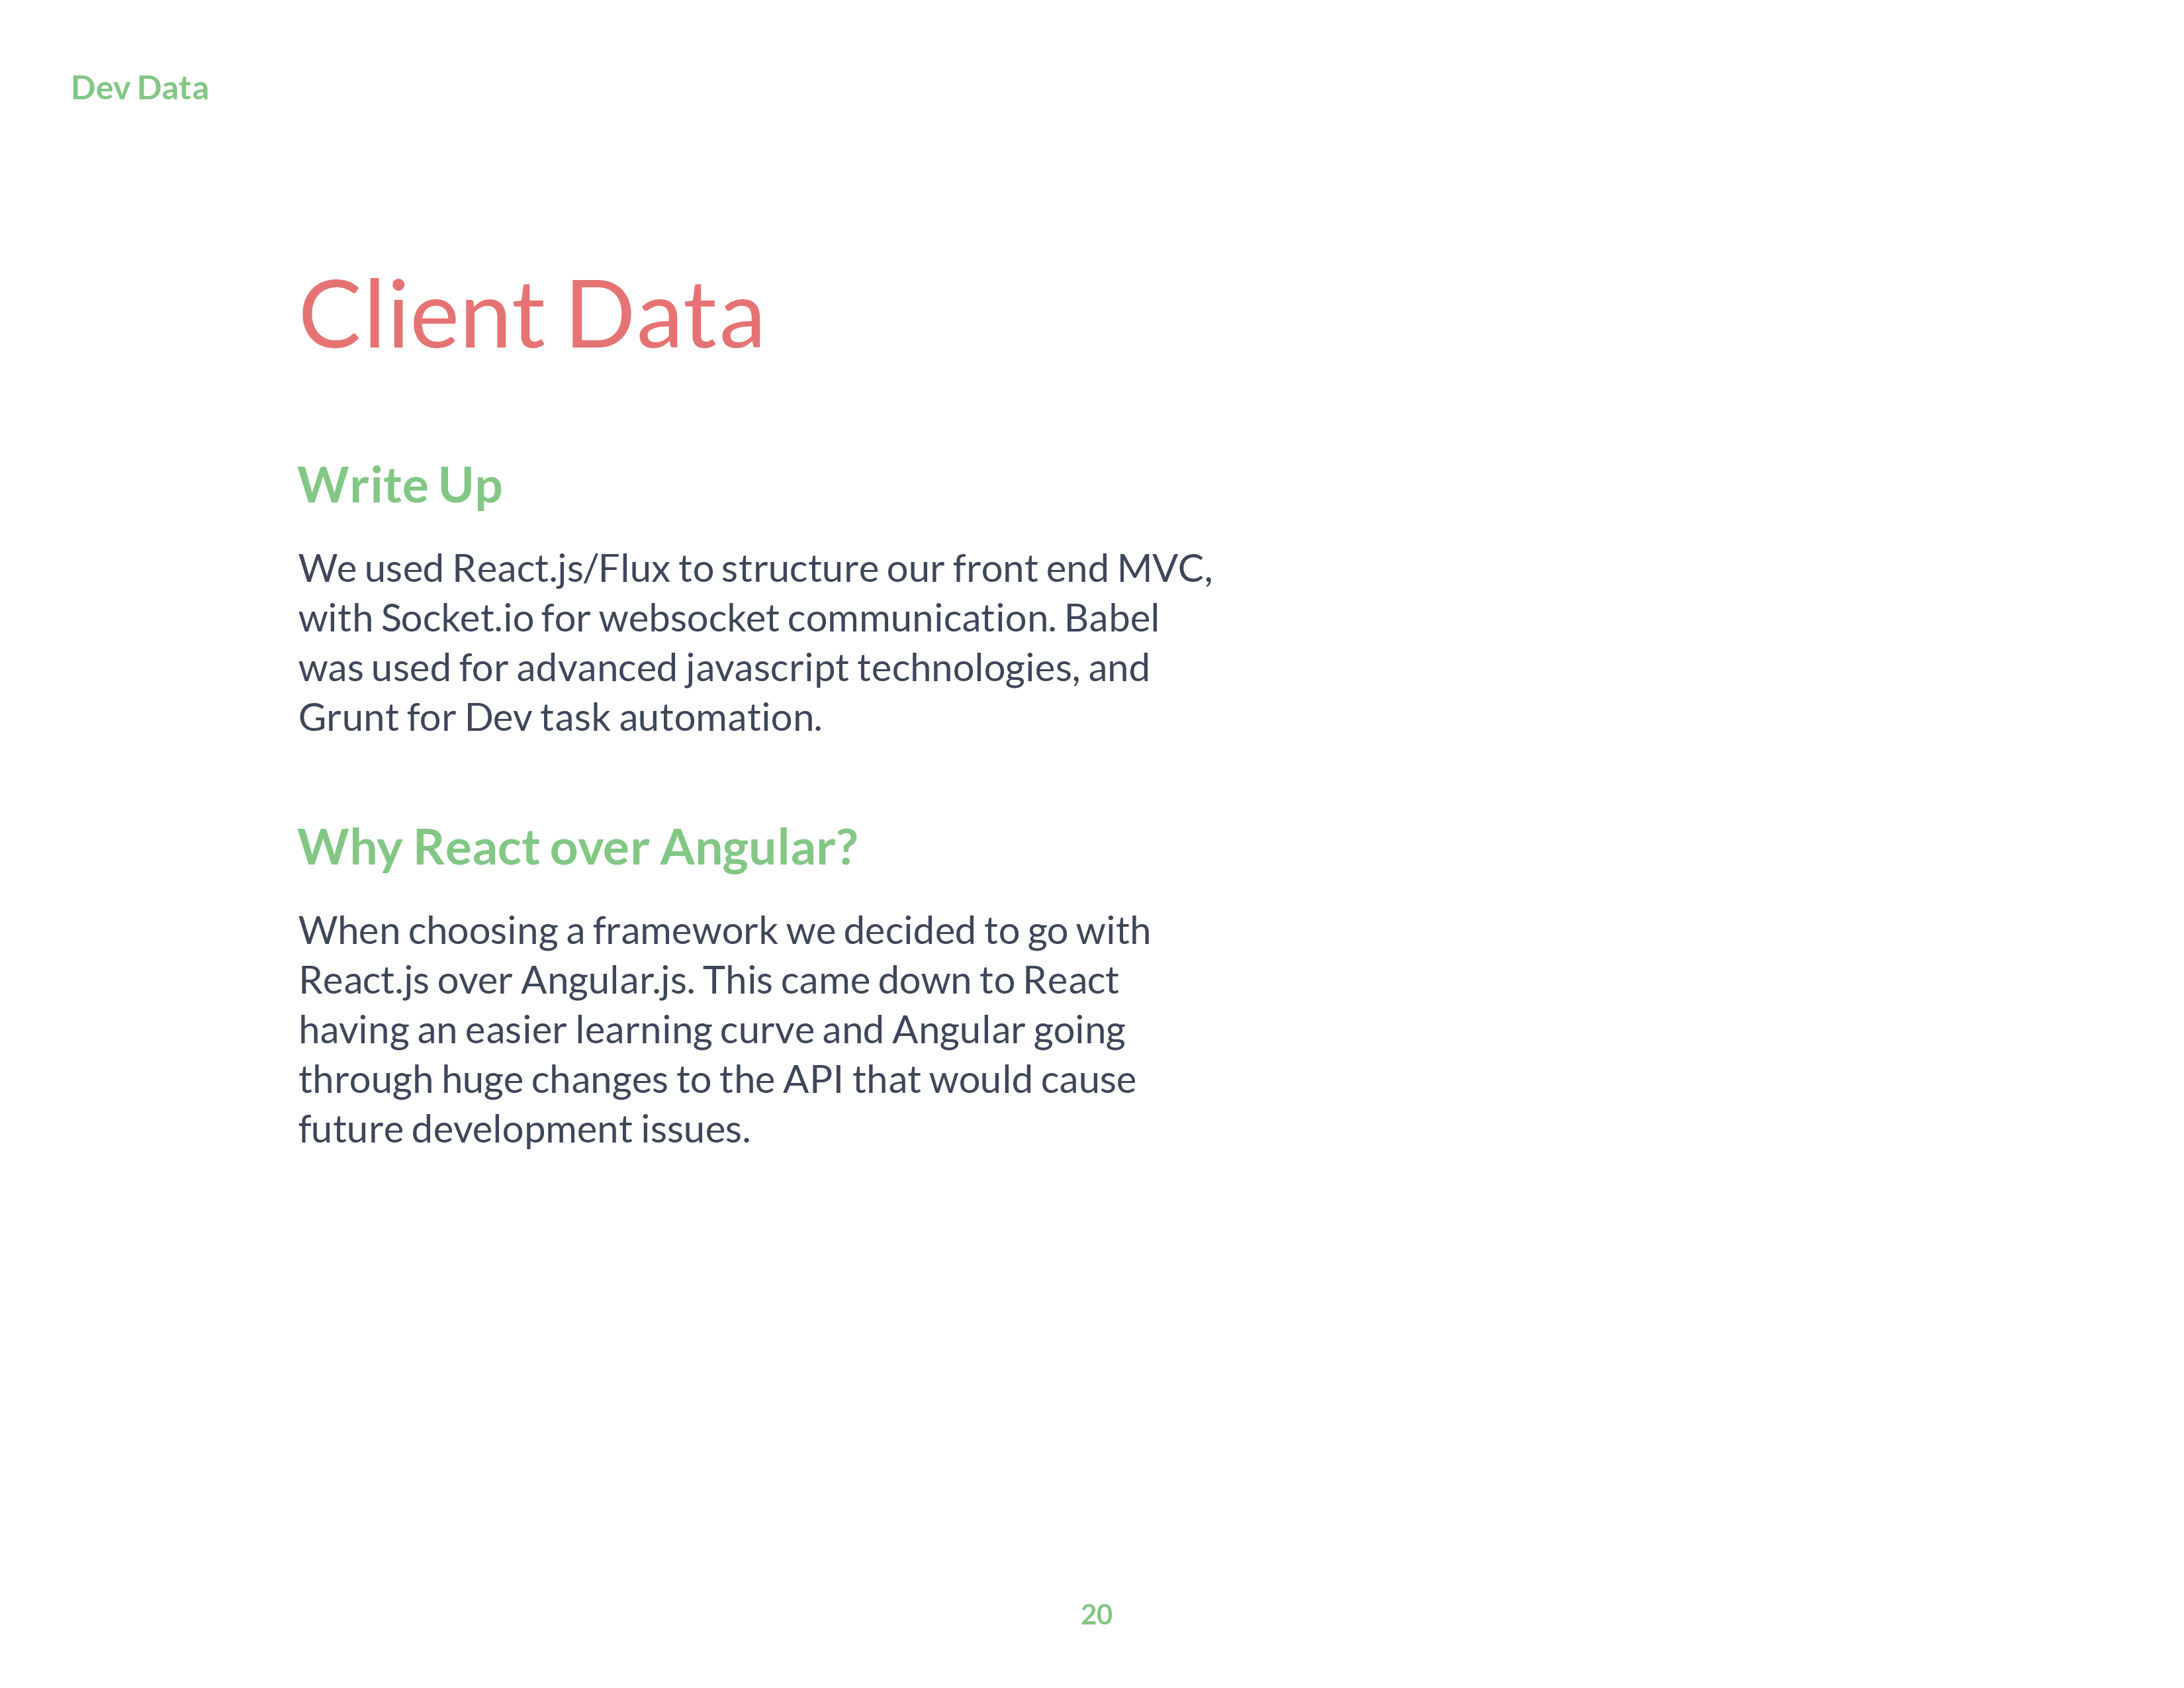 Dev Data
Client Data
Write Up
We used React.js/Flux to structure our front end MVC,
with Socket.io for websocket communication. Babel
was used for advanced javascript technologies, and
Grunt for Dev task automation.
Why React over Angular?
When choosing a framework we decided to go with
React.js over Angular.js. This came down to React
having an easier learning curve and Angular going
through huge changes to the API that would cause
future development issues.
20